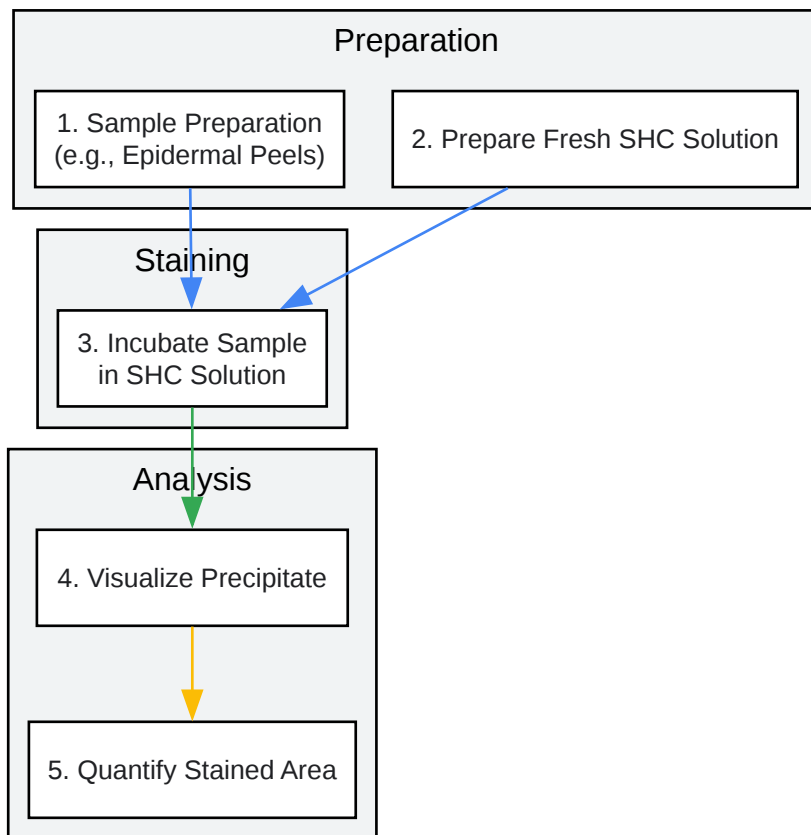 Preparation
1. Sample Preparation
(e.g., Epidermal Peels)
2. Prepare Fresh SHC Solution
Staining
3. Incubate Sample
in SHC Solution
Analysis
4. Visualize Precipitate
5. Quantify Stained Area